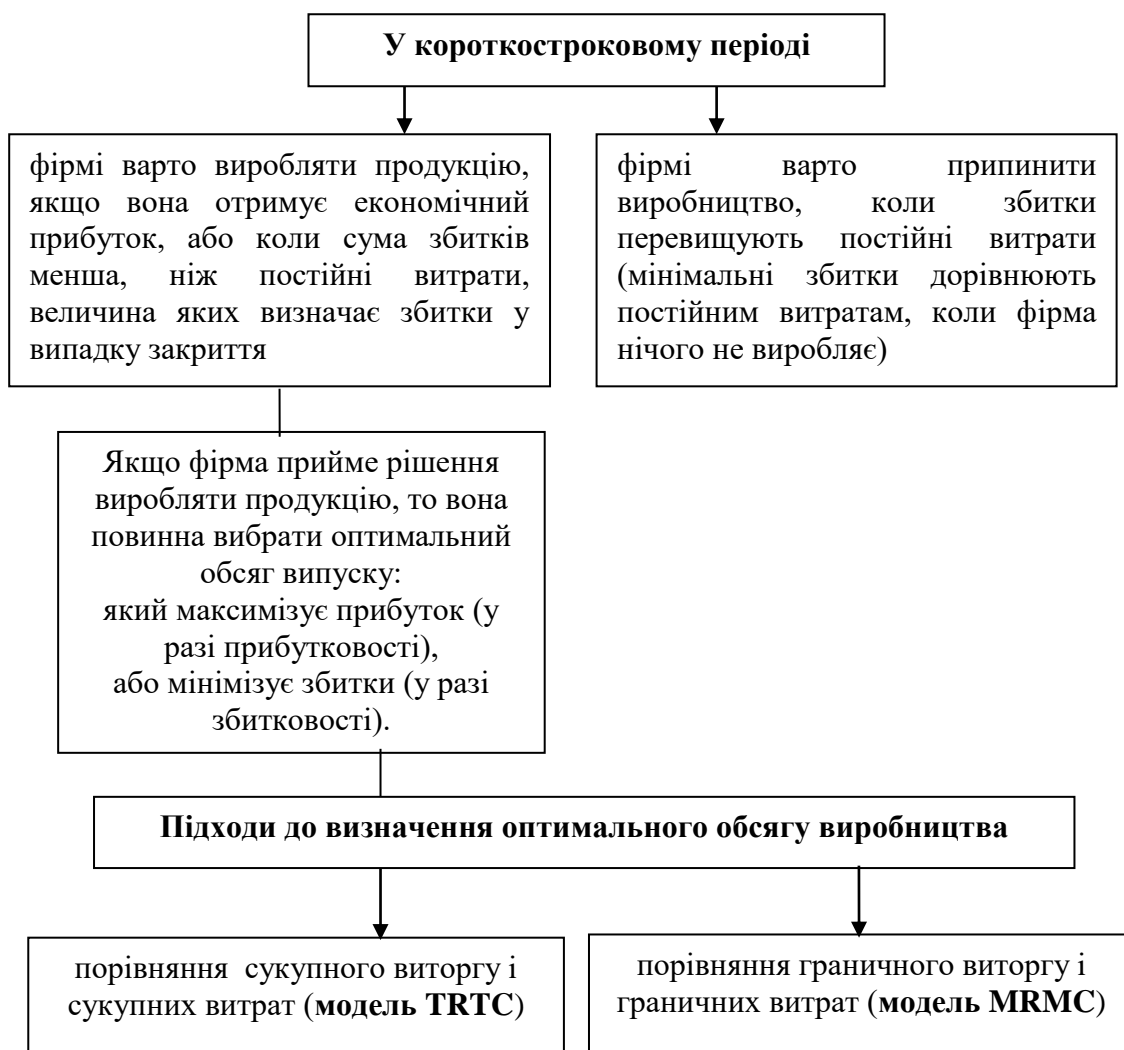 У короткостроковому періоді
фірмі варто виробляти продукцію,
якщо вона отримує економічний
прибуток, або коли сума збитків
менша, ніж постійні витрати,
величина яких визначає збитки у
випадку закриття
фірмі варто припинити
виробництво, коли збитки
перевищують постійні витрати
(мінімальні збитки дорівнюють
постійним витратам, коли фірма
нічого не виробляє)
Якщо фірма прийме рішення
виробляти продукцію, то вона
повинна вибрати оптимальний
обсяг випуску:
який максимізує прибуток (у
разі прибутковості),
або мінімізує збитки (у разі
збитковості).
Підходи до визначення оптимального обсягу виробництва
порівняння сукупного виторгу і
сукупних витрат (модель TRTC)
порівняння граничного виторгу і
граничних витрат (модель MRMC)